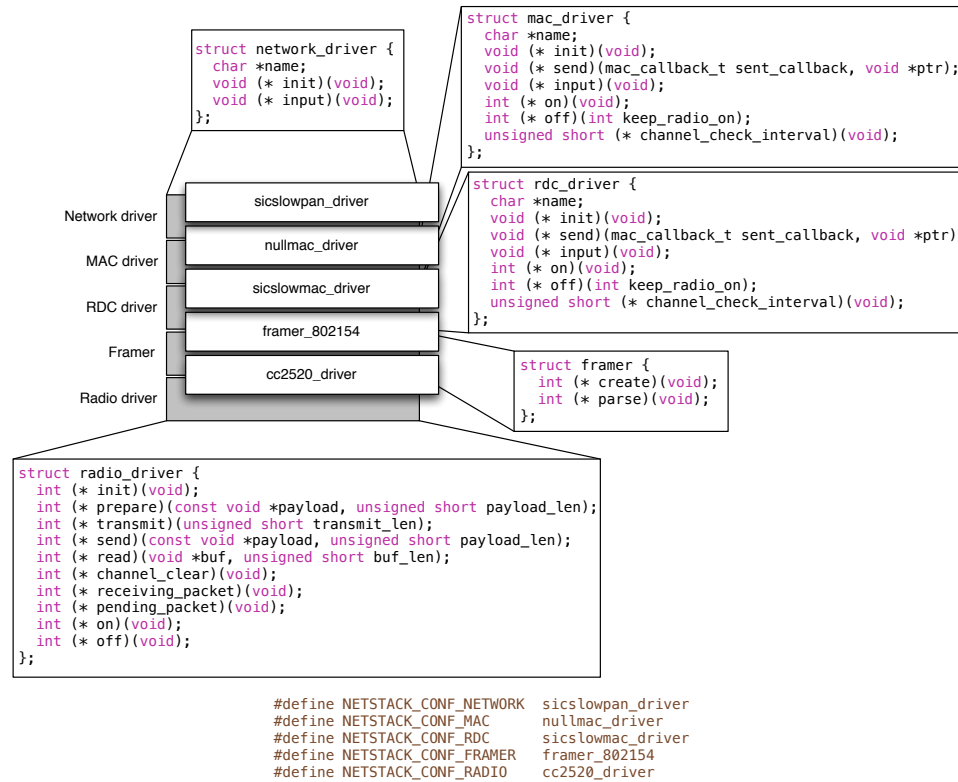 struct network_driver {
char *name;
void (* init)(void);
void (* input)(void);
};
struct mac_driver {
char *name;
void (* init)(void);
void (* send)(mac_callback_t sent_callback, void *ptr);
void (* input)(void);
int (* on)(void);
int (* off)(int keep_radio_on);
unsigned short (* channel_check_interval)(void);
};
struct rdc_driver {
char *name;
void (* init)(void);
void (* send)(mac_callback_t sent_callback, void *ptr)
void (* input)(void);
int (* on)(void);
int (* off)(int keep_radio_on);
unsigned short (* channel_check_interval)(void);
};
Network driver
MAC driver
RDC driver
Framer
Radio driver
sicslowpan_driver
nullmac_driver
sicslowmac_driver
framer_802154
cc2520_driver
struct framer {
int (* create)(void);
int (* parse)(void);
};
struct radio_driver {
int (* init)(void);
int (* prepare)(const void *payload, unsigned short payload_len);
int (* transmit)(unsigned short transmit_len);
int (* send)(const void *payload, unsigned short payload_len);
int (* read)(void *buf, unsigned short buf_len);
int (* channel_clear)(void);
int (* receiving_packet)(void);
int (* pending_packet)(void);
int (* on)(void);
int (* off)(void);
};
#define NETSTACK_CONF_NETWORK sicslowpan_driver
#define NETSTACK_CONF_MAC nullmac_driver
#define NETSTACK_CONF_RDC sicslowmac_driver
#define NETSTACK_CONF_FRAMER framer_802154
#define NETSTACK_CONF_RADIO cc2520_driver